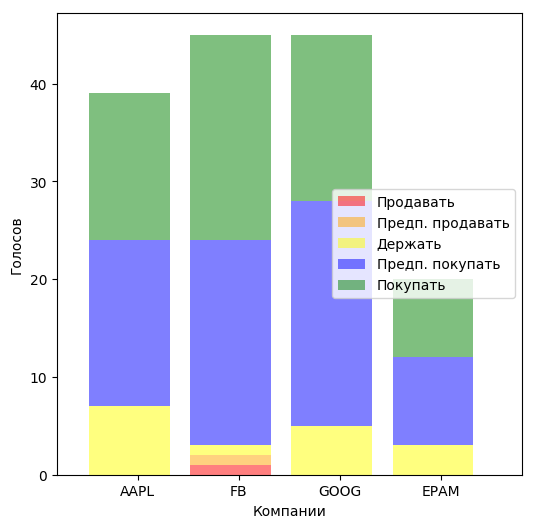 40
30
20
10
0
Голосов
Продавать
Предп. продавать
Держать
Предп. покупать
Покупать
AAPL
FB
GOOG
EPAM
Компании